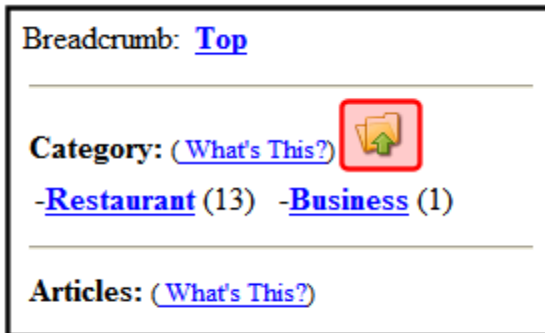 Breadcrumb: Top
Category: ( What's This?)
-Restaurant (13) -Business (1)
Articles: ( What's This?)